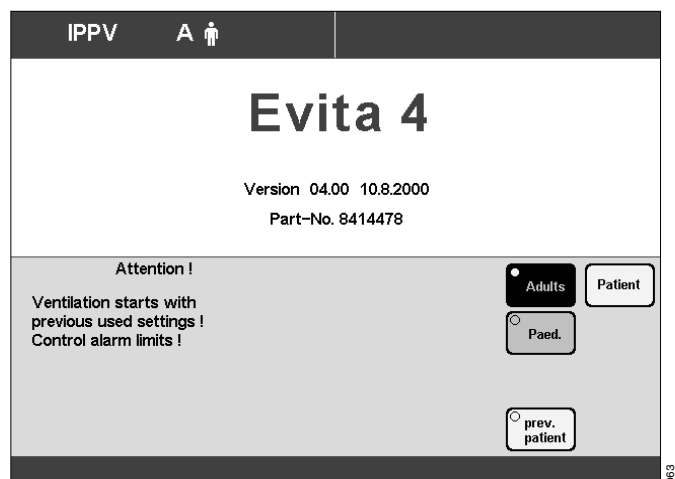 IPPV A
Evita 4
Version 04.00 10.8.2000
Part-No. 8414478
Attention !
Ventilation starts with
previous used settings !
Control alarm limits !
Adults
Patient
Paed.
prev.
patient